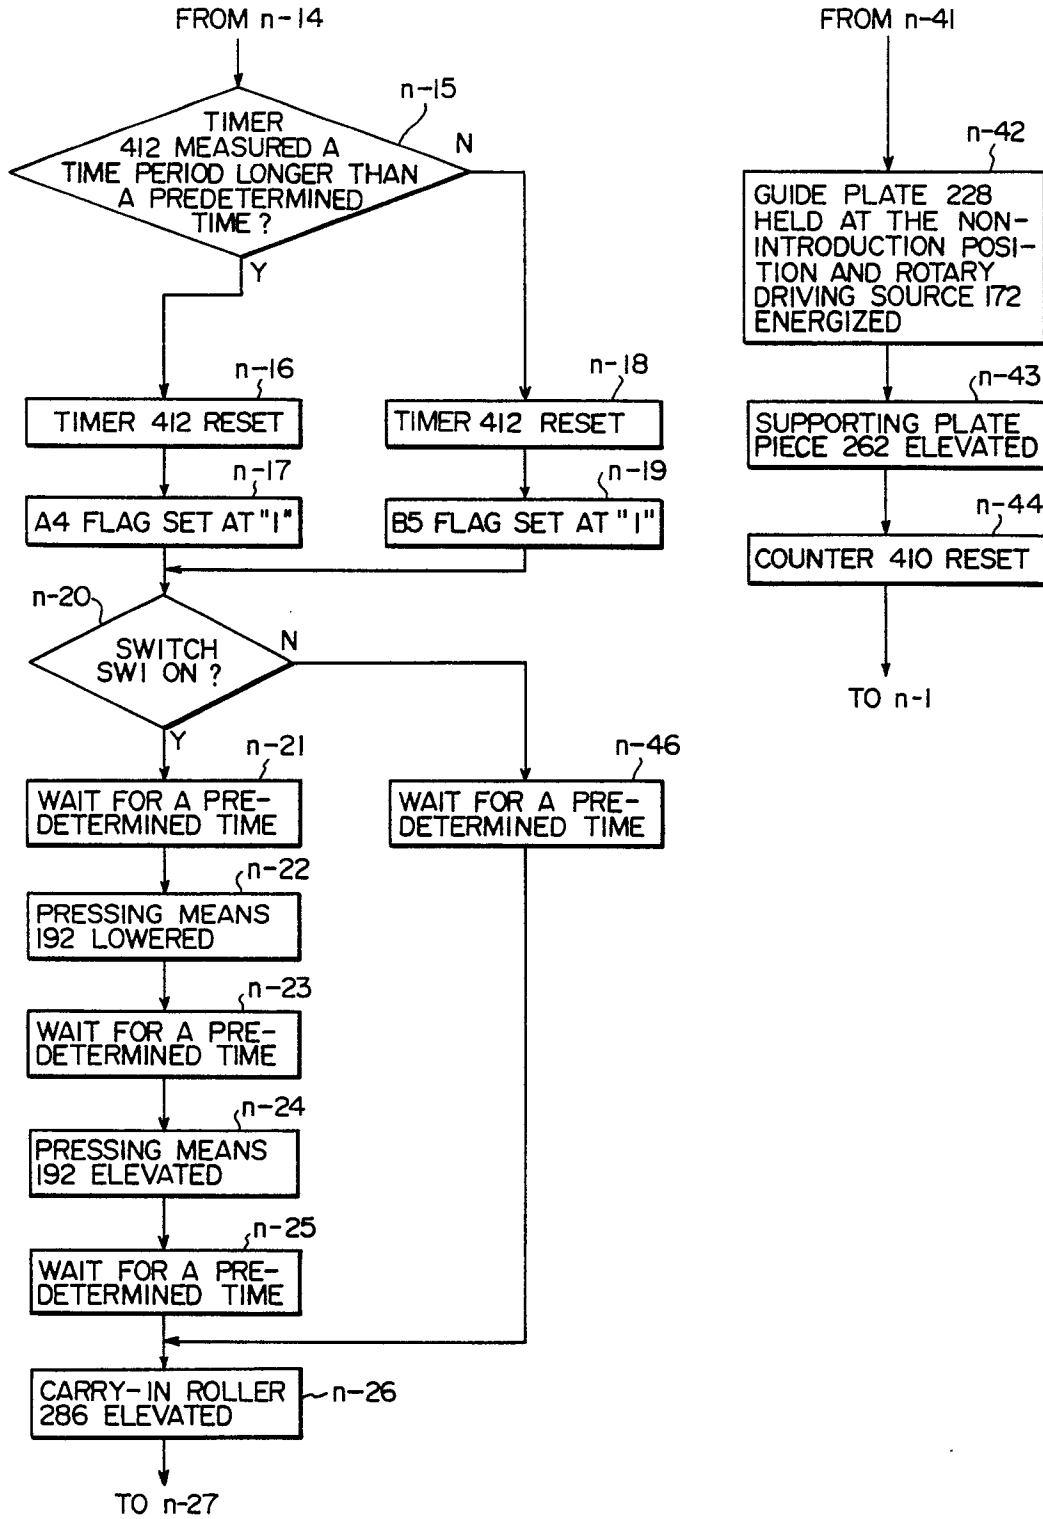 FROM n-14
n-15
TIMER
412 MEASURED A
TIME PERIOD LONGER THAN
A PREDETERMINED
TIME?
N
Y
n-16
TIMER 412 RESET
n-18
TIMER 412 RESET
n-17
A4 FLAG SET AT "1"
n-19
B5 FLAG SET AT "1"
n-20
SWITCH
SW1 ON ?
N
Y
n-21
WAIT FOR A PRE-
DETERMINED TIME
n-46
WAIT FOR A PRE-
DETERMINED TIME
n-22
PRESSING MEANS
192 LOWERED
n-23
WAIT FOR A PRE-
DETERMINED TIME
n-24
PRESSING MEANS
192 ELEVATED
n-25
WAIT FOR A PRE-
DETERMINED TIME
CARRY-IN ROLLER
286 ELEVATED
n-26
TO n-27
FROM n-41
n-42
GUIDE PLATE 228
HELD AT THE NON-
INTRODUCTION POSI-
TION AND ROTARY
DRIVING SOURCE 172
ENERGIZED
n-43
SUPPORTING PLATE
PIECE 262 ELEVATED
n-44
COUNTER 410 RESET
TO n-1